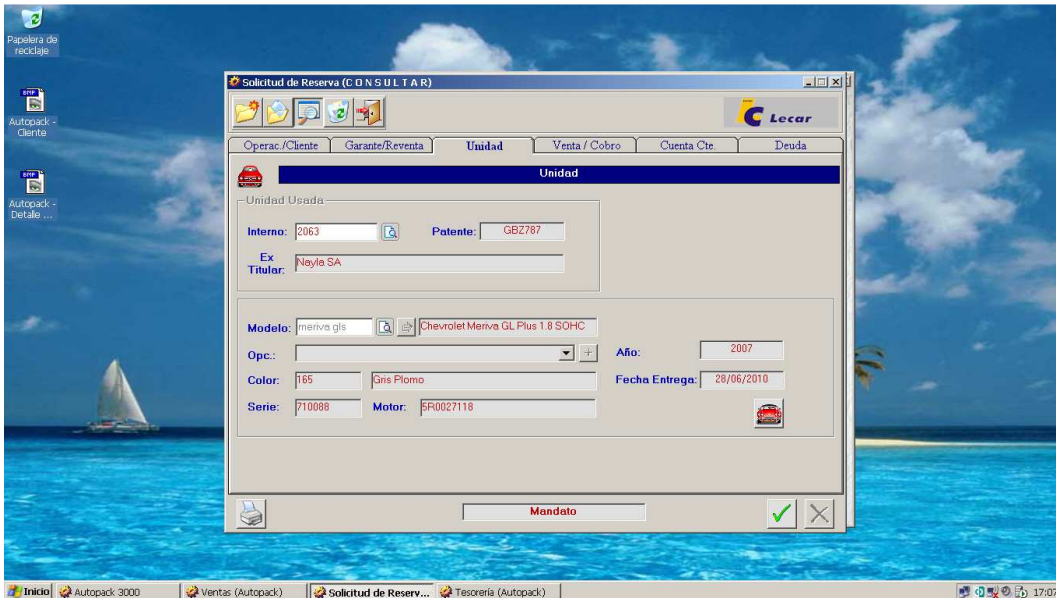 Papelera de
reciclaje
BMP
Autopack -
Cliente
BMP
Autopack -
Detalle ...
Solicitud de Reserva (C O N S U L T A R)
C Lecar
Operac./Cliente Garante/Reventa Unidad Venta / Cobro Cuenta Cte. Deuda
Unidad
Unidad Usada
Interno: 2063 Patente: GBZ787
Ex
Titular: Nayla SA
Modelo: meriva gls Chevrolet Meriva GL Plus 1.8 SOHC
Opc.: + Año: 2007
Color: 165 Gris Plomo Fecha Entrega: 28/06/2010
Serie: 710088 Motor: 5R0027118
Mandato
Inicio Autopack 3000 Ventas (Autopack) Solicitud de Reserv... Tesorería (Autopack) 17:07